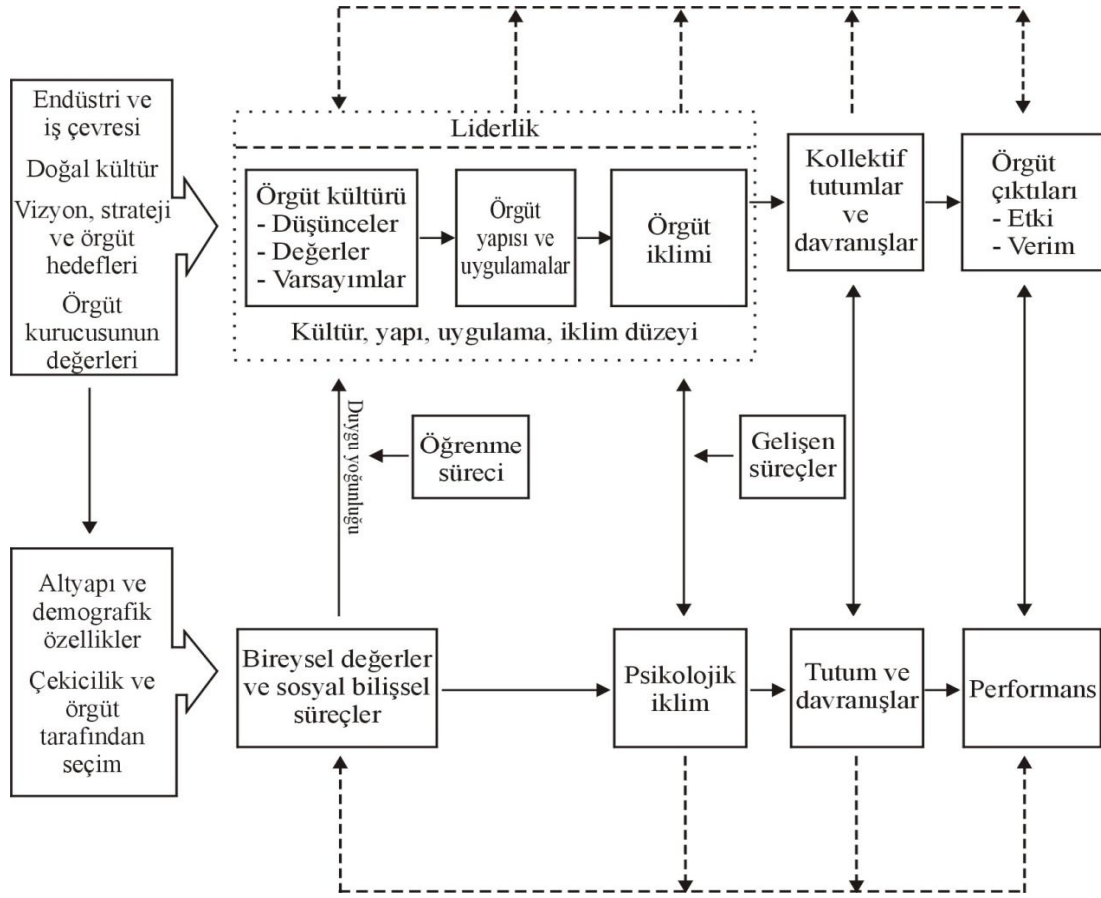 Endüstri ve
iş çevresi
Doğal kültür
Vizyon, strateji
ve örgüt
hedefleri
Örgüt
kurucusunun
değerleri
Liderlik
Örgüt kültürü
- Düşünceler
- Değerler
- Varsayımlar
Örgüt
yapısı ve
uygulamalar
Örgüt
iklimi
Kültür, yapı, uygulama, iklim düzeyi
Kollektif
tutumlar
ve
davranışlar
Örgüt
çıktıları
- Etki
- Verim
Duygu yoğunluğu
Öğrenme
süreci
Gelişen
süreçler
Altyapı ve
demografik
özellikler
Çekicilik ve
örgüt
tarafından
seçim
Bireysel değerler
ve sosyal bilişsel
süreçler
Psikolojik
iklim
Tutum ve
davranışlar
Performans